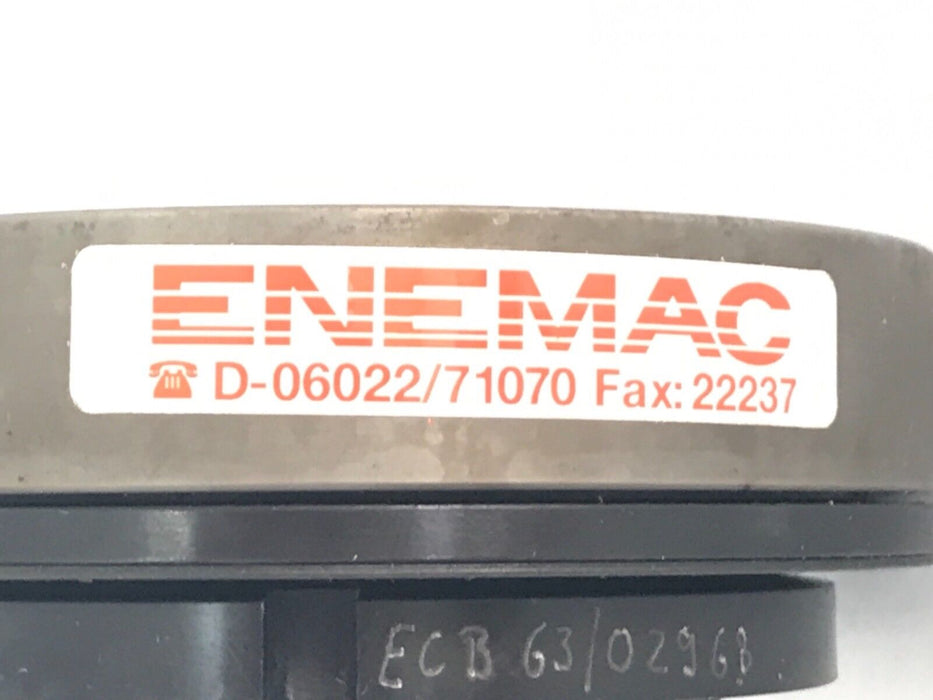 ENEMAC
☎ D-06022/71070 Fax: 22237
ECB 63/02968